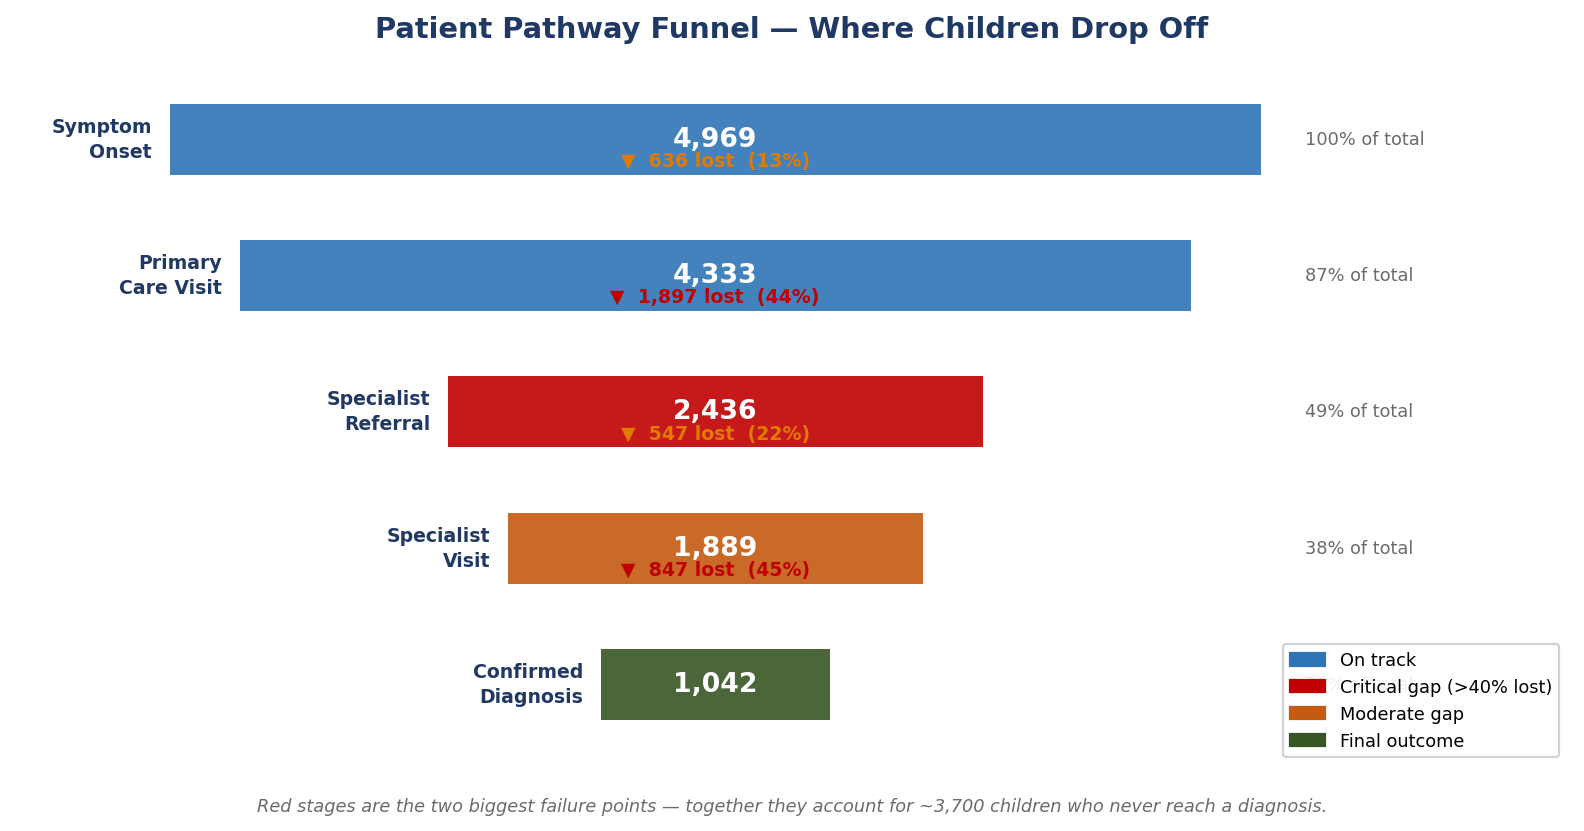 Patient Pathway Funnel — Where Children Drop Off
Symptom
Onset
4,969
▼ 636 lost (13%)
100% of total
Primary
Care Visit
4,333
▼ 1,897 lost (44%)
87% of total
Specialist
Referral
2,436
▼ 547 lost (22%)
49% of total
Specialist
Visit
1,889
▼ 847 lost (45%)
38% of total
Confirmed
Diagnosis
1,042
On track
Critical gap (>40% lost)
Moderate gap
Final outcome
Red stages are the two biggest failure points — together they account for ~3,700 children who never reach a diagnosis.